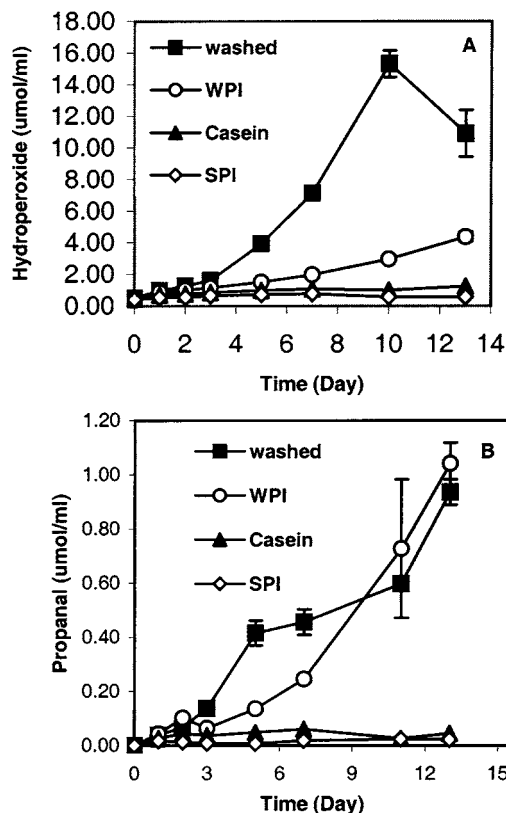 A
Hydroperoxide (umol/ml)
18.00
16.00
14.00
12.00
10.00
8.00
6.00
4.00
2.00
0.00
washed
WPI
Casein
SPI
0 2 4 6 8 10 12 14
Time (Day)
B
Propanal (umol/ml)
1.20
1.00
0.80
0.60
0.40
0.20
0.00
washed
WPI
Casein
SPI
0 3 6 9 12 15
Time (Day)